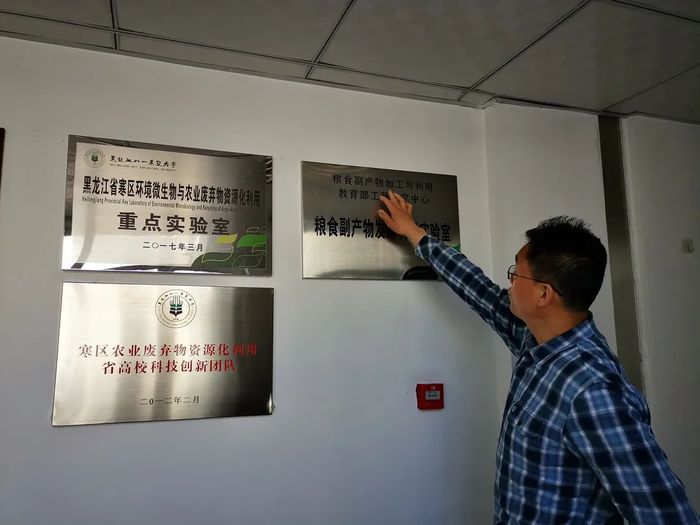 黑龙江八一农垦大学
黑龙江省寒区环境微生物与农业废弃物资源化利用
Heilongjiang Provincial Key Laboratory of Environmental Microbiology and Recycling of Argo-Waste
重点实验室
二〇一七年三月
寒区农业废弃物资源化利用
省高校科技创新团队
二〇一二年二月
粮食副产物加工与利用
教育部工程 中心
粮食副产物发 实验室